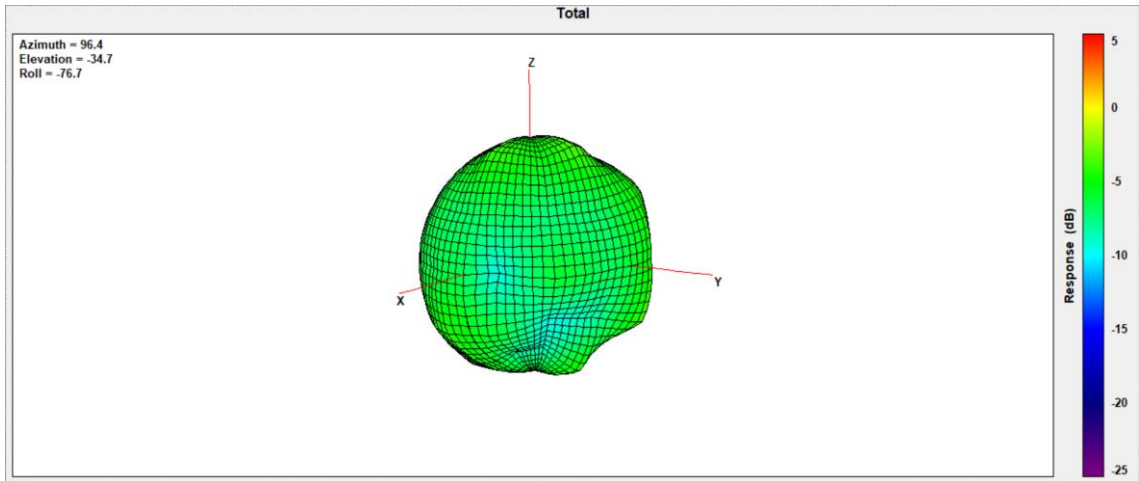 Total
Azimuth = 96.4
Elevation = -34.7
Roll = -76.7
Z
X
Y
5
0
-5
-10
-15
-20
-25
Response (dB)